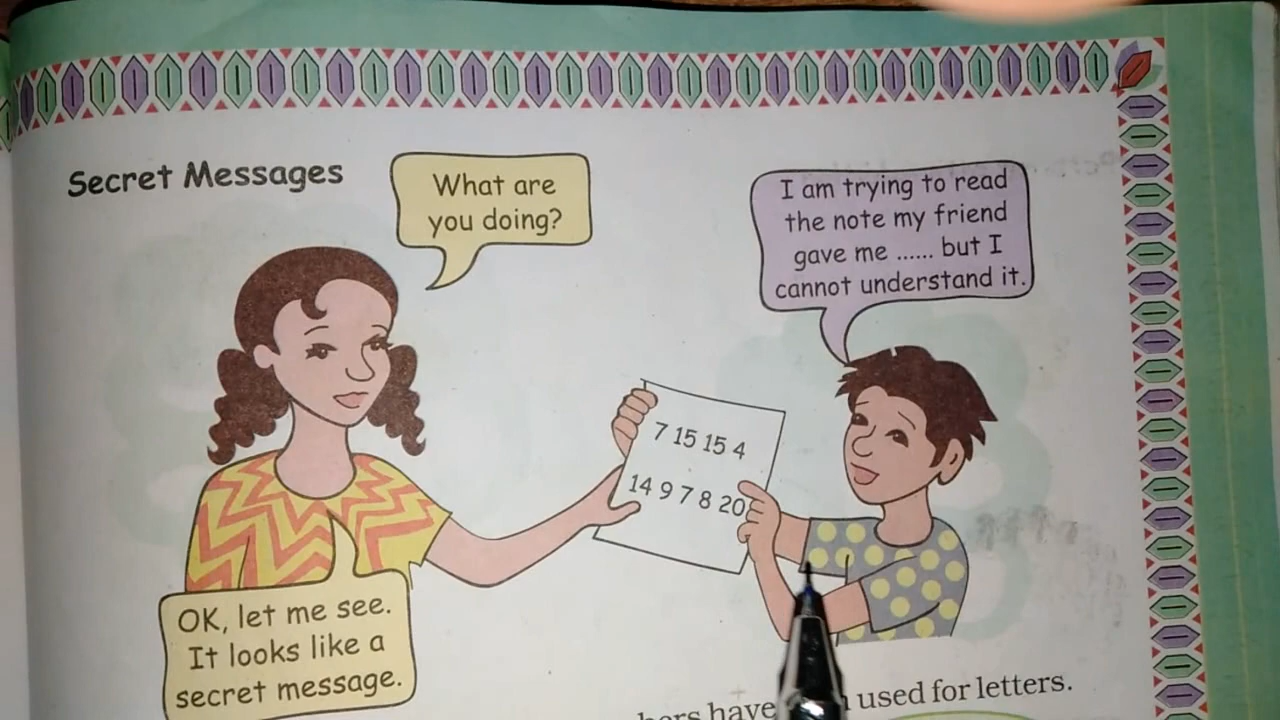 Secret Messages
What are
you doing?
I am trying to read
the note my friend
gave me ...... but I
cannot understand it.
7 15 15 4
14 9 7 8 20
OK, let me see.
It looks like a
secret message.
have used for letters.